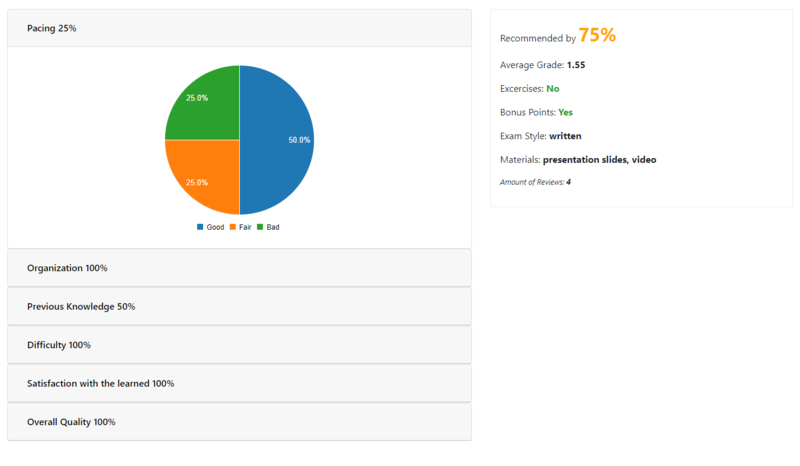 Pacing 25%
25.0%
50.0%
25.0%
Good Fair Bad
Organization 100%
Previous Knowledge 50%
Difficulty 100%
Satisfaction with the learned 100%
Overall Quality 100%
Recommended by 75%
Average Grade: 1.55
Excercises: No
Bonus Points: Yes
Exam Style: written
Materials: presentation slides, video
Amount of Reviews: 4